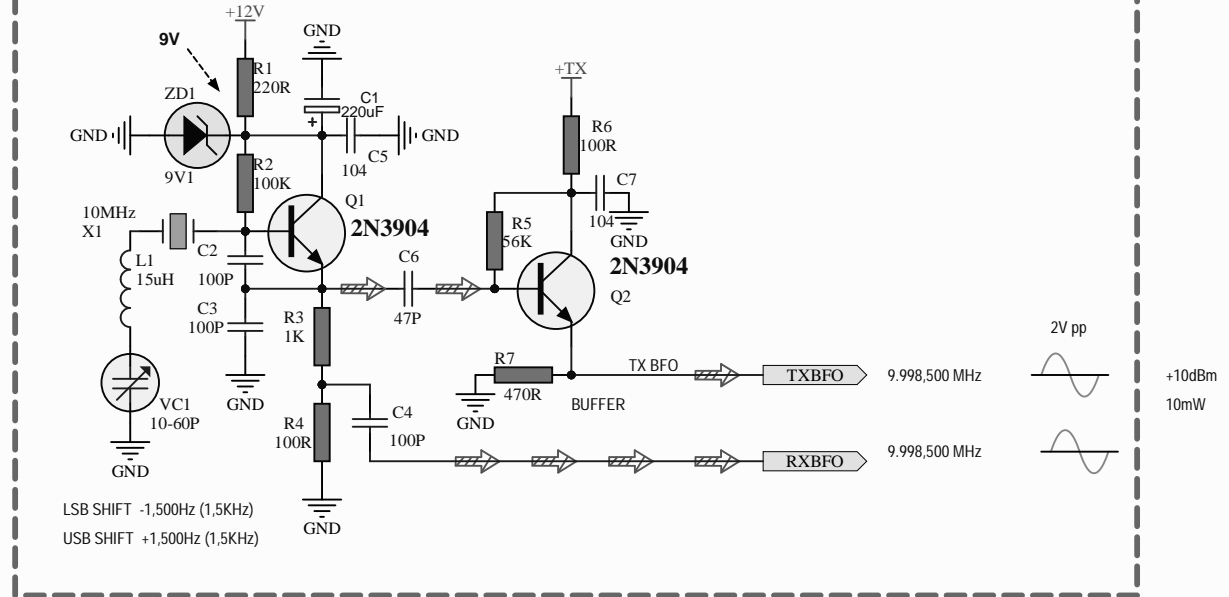 +12V
GND
9V
R1
220R
ZD1
C1
220uF
+
GND
GND
9V1
C5
104
R2
100K
Q1
2N3904
10MHz
X1
C2
100P
L1
15uH
C3
100P
R3
1K
C6
47P
+TX
R6
100R
C7
104
GND
R5
56K
2N3904
Q2
VC1
10-60P
GND
GND
R4
100R
C4
100P
GND
R7
470R
GND
BUFFER
TX BFO
TXBFO
9.998,500 MHz
2V pp
+10dBm
10mW
RXBFO
9.998,500 MHz
LSB SHIFT -1,500Hz (1,5KHz)
USB SHIFT +1,500Hz (1,5KHz)